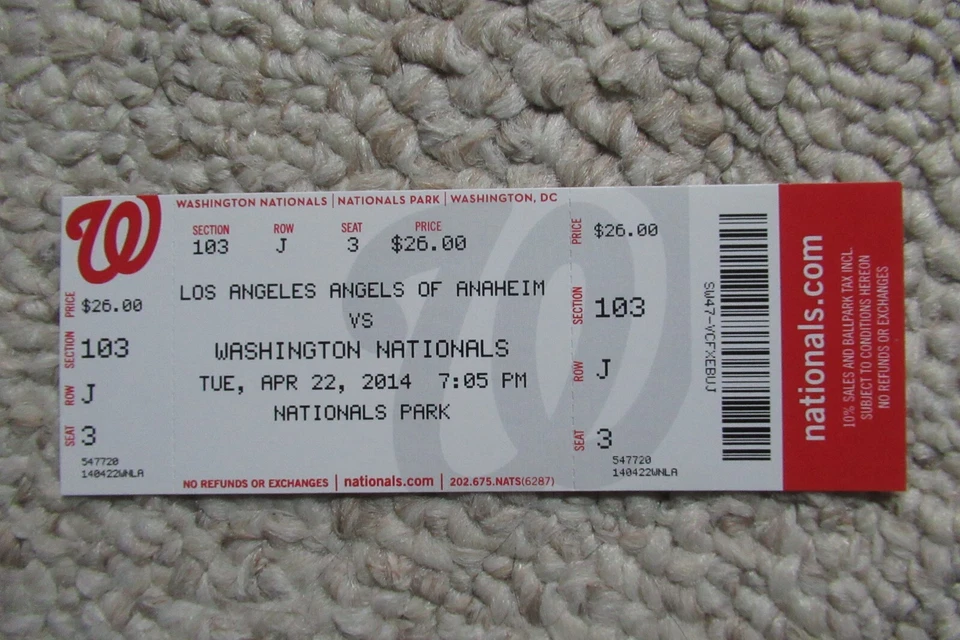 W
WASHINGTON NATIONALS | NATIONALS PARK | WASHINGTON, DC
SECTION ROW SEAT PRICE
103 J 3 $26.00
LOS ANGELES ANGELS OF ANAHEIM
VS
WASHINGTON NATIONALS
TUE, APR 22, 2014 7:05 PM
NATIONALS PARK
NO REFUNDS OR EXCHANGES | nationals.com | 202.675.NATS(6287)
PRICE $26.00
SECTION 103
ROW J
SEAT 3
547720
140422WNLA
PRICE $26.00
SECTION 103
ROW J
SEAT 3
547720
140422WNLA
SW47-VCFXEBUJ
nationals.com
10% SALES AND BALLPARK TAX INCL.
SUBJECT TO CONDITIONS HEREON
NO REFUNDS OR EXCHANGES